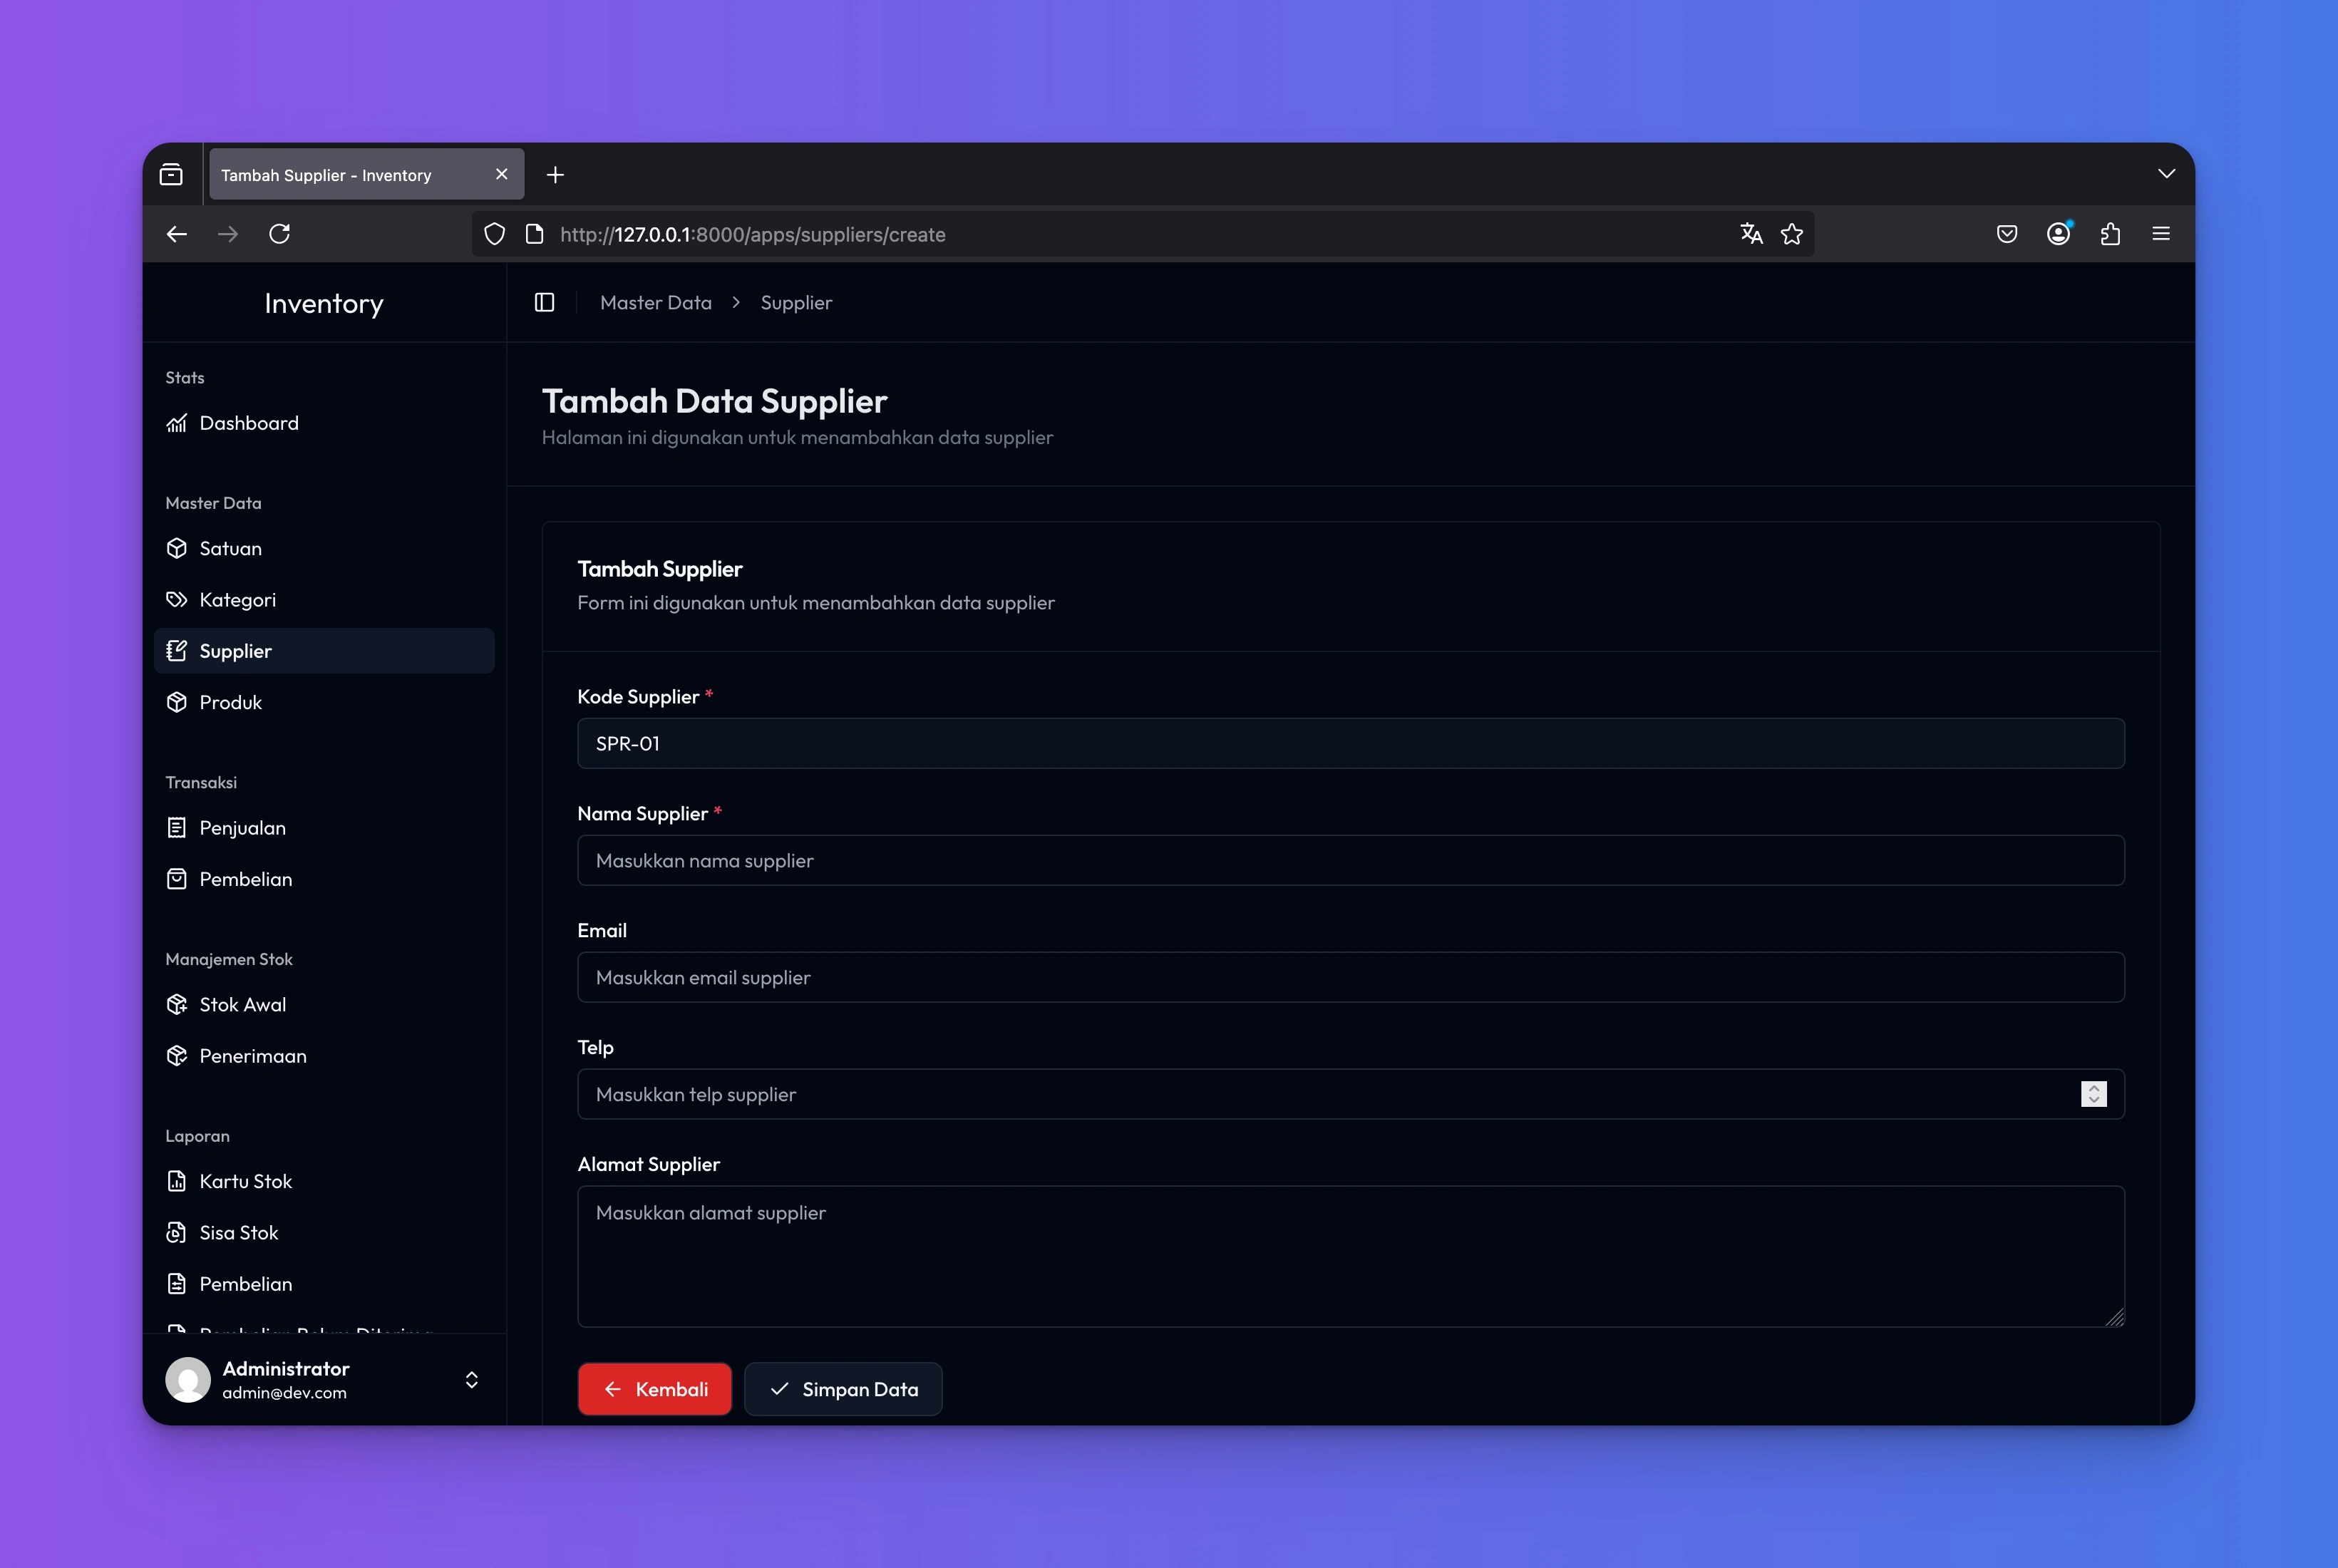 Tambah Supplier - Inventory
http://127.0.0.1:8000/apps/suppliers/create
Inventory
Master Data
Supplier
Stats
Dashboard
Master Data
Satuan
Kategori
Supplier
Produk
Transaksi
Penjualan
Pembelian
Manajemen Stok
Stok Awal
Penerimaan
Laporan
Kartu Stok
Sisa Stok
Pembelian
Pembelian Belum Diterima
Administrator
admin@dev.com
Tambah Data Supplier
Halaman ini digunakan untuk menambahkan data supplier
Tambah Supplier
Form ini digunakan untuk menambahkan data supplier
Kode Supplier *
SPR-01
Nama Supplier *
Masukkan nama supplier
Email
Masukkan email supplier
Telp
Masukkan telp supplier
Alamat Supplier
Masukkan alamat supplier
Kembali
Simpan Data